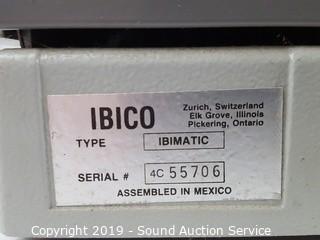 IBICO
Zurich, Switzerland
Elk Grove, Illinois
Pickering, Ontario
TYPE IBIMATIC
SERIAL # 4C 55706
ASSEMBLED IN MEXICO
Copyright 2019 - Sound Auction Service